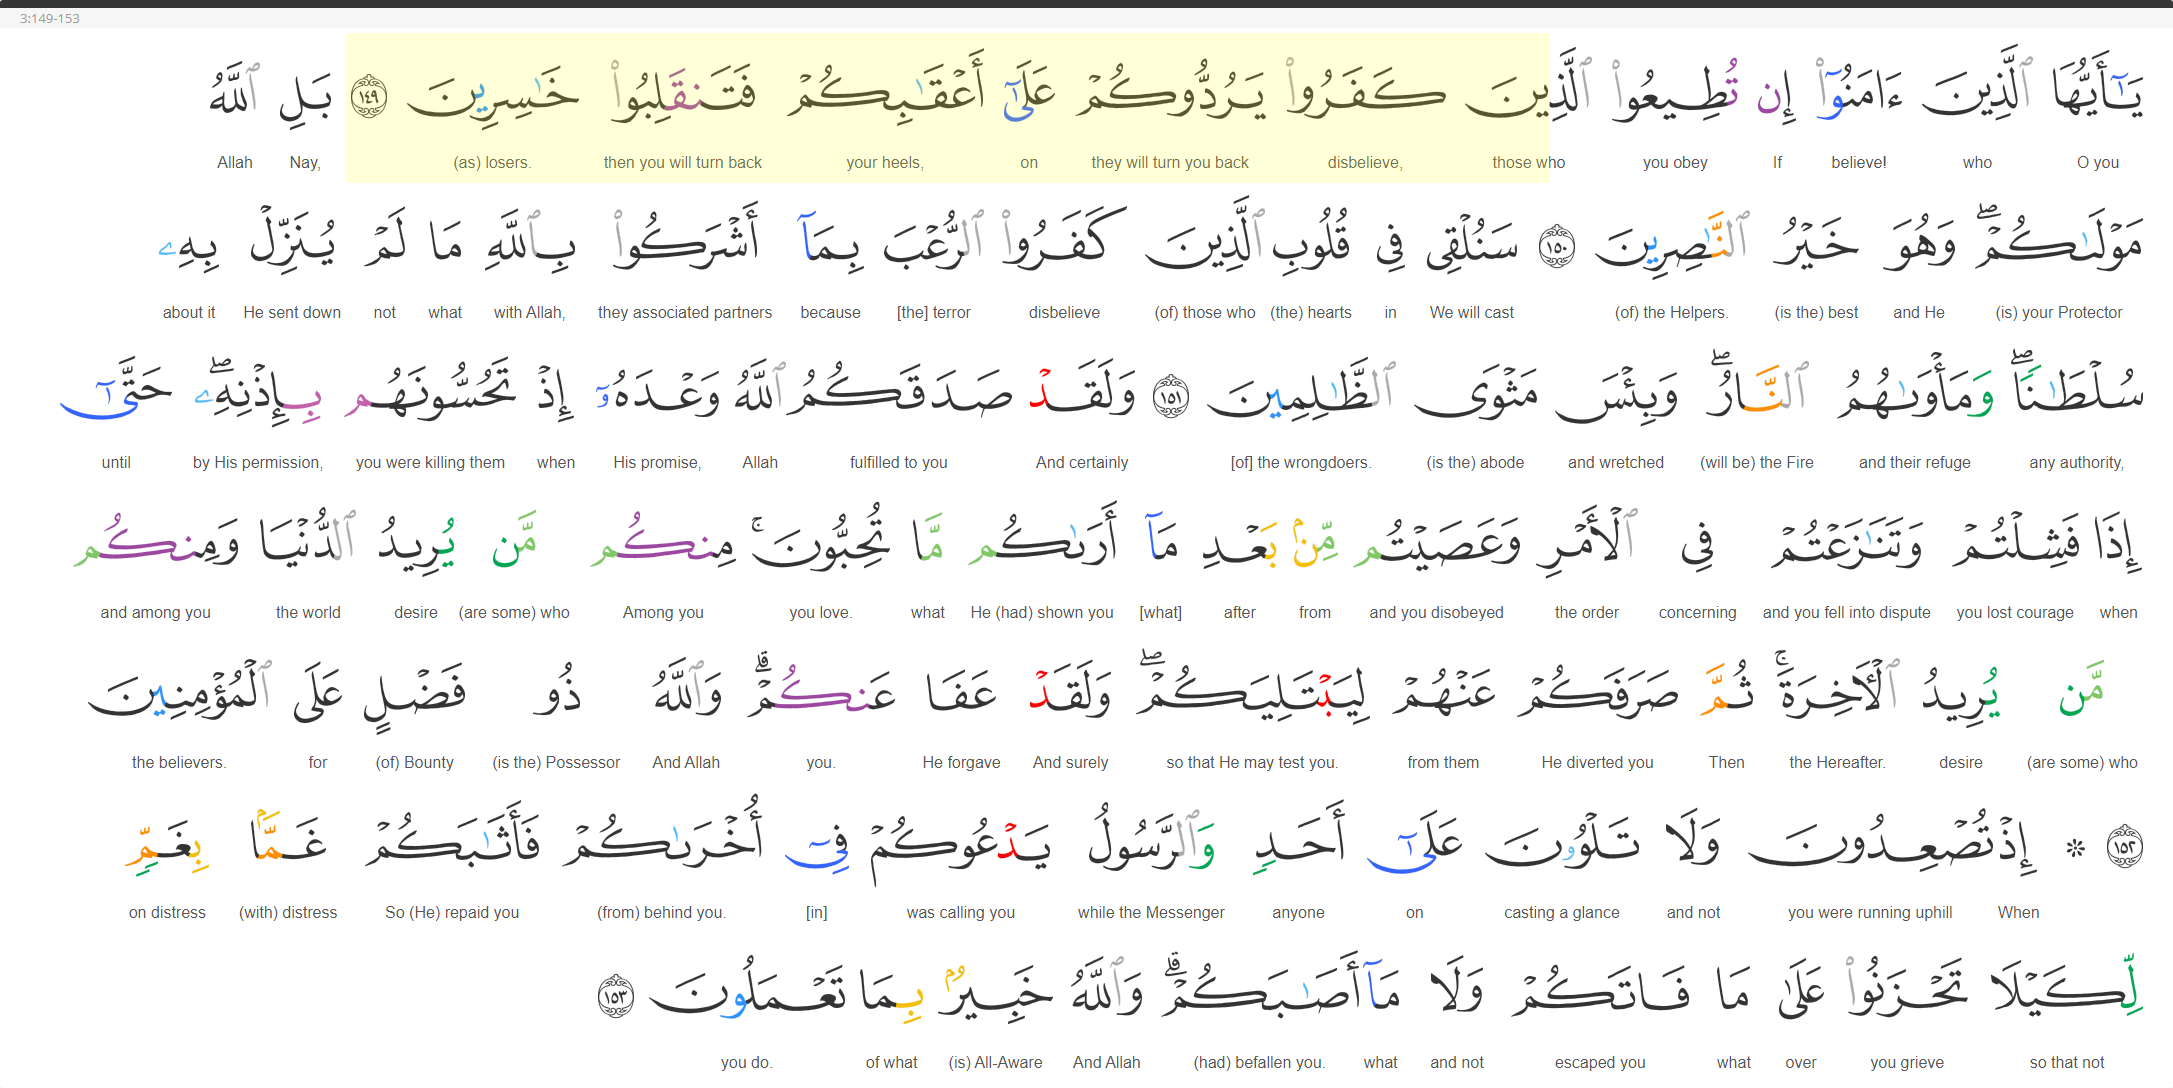 3:149-153
يَـٰٓأَيُّهَا ٱلَّذِينَ ءَامَنُوٓا۟ إِن تُطِيعُوا۟ ٱلَّذِينَ كَفَرُوا۟ يَرُدُّوكُمْ عَلَىٰٓ أَعْقَـٰبِكُمْ فَتَنقَلِبُوا۟ خَـٰسِرِينَ ١٤٩ بَلِ ٱللَّهُ
O you who believe! If you obey those who disbelieve, they will turn you back on your heels, then you will turn back (as) losers. Nay, Allah
مَوْلَىٰكُمْ ۖ وَهُوَ خَيْرُ ٱلنَّـٰصِرِينَ ١٥٠ سَنُلْقِى فِى قُلُوبِ ٱلَّذِينَ كَفَرُوا۟ ٱلرُّعْبَ بِمَآ أَشْرَكُوا۟ بِٱللَّهِ مَا لَمْ يُنَزِّلْ بِهِۦ
(is) your Protector and He (is the) best (of) the Helpers. We will cast in (the) hearts (of) those who disbelieve [the] terror because they associated partners with Allah, what not He sent down about it
سُلْطَـٰنًا ۖ وَمَأْوَىٰهُمُ ٱلنَّارُ ۖ وَبِئْسَ مَثْوَى ٱلظَّـٰلِمِينَ ١٥١ وَلَقَدْ صَدَقَكُمُ ٱللَّهُ وَعْدَهُۥٓ إِذْ تَحُسُّونَهُم بِإِذْنِهِۦ ۖ حَتَّىٰٓ
any authority, and their refuge (will be) the Fire and wretched (is the) abode [of] the wrongdoers. And certainly fulfilled to you Allah His promise, when you were killing them by His permission, until
إِذَا فَشِلْتُمْ وَتَنَـٰزَعْتُمْ فِى ٱلْأَمْرِ وَعَصَيْتُم مِّنۢ بَعْدِ مَآ أَرَىٰكُم مَّا تُحِبُّونَ ۚ مِنكُم مَّن يُرِيدُ ٱلدُّنْيَا وَمِنكُم
when you lost courage and you fell into dispute concerning the order and you disobeyed from after [what] He (had) shown you what you love. Among you (are some) who desire the world and among you
مَّن يُرِيدُ ٱلْـَٔاخِرَةَ ۚ ثُمَّ صَرَفَكُمْ عَنْهُمْ لِيَبْتَلِيَكُمْ ۖ وَلَقَدْ عَفَا عَنكُمْ ۗ وَٱللَّهُ ذُو فَضْلٍ عَلَى ٱلْمُؤْمِنِينَ
(are some) who desire the Hereafter. Then He diverted you from them so that He may test you. And surely He forgave you. And Allah (is the) Possessor (of) Bounty for the believers.
١٥٢ ۞ إِذْ تُصْعِدُونَ وَلَا تَلْوُۥنَ عَلَىٰٓ أَحَدٍ وَٱلرَّسُولُ يَدْعُوكُمْ فِىٓ أُخْرَىٰكُمْ فَأَثَـٰبَكُمْ غَمًّۢا بِغَمٍّ
When you were running uphill and not casting a glance on anyone while the Messenger was calling you [in] (from) behind you. So (He) repaid you (with) distress on distress
لِّكَيْلَا تَحْزَنُوا۟ عَلَىٰ مَا فَاتَكُمْ وَلَا مَآ أَصَـٰبَكُمْ ۗ وَٱللَّهُ خَبِيرٌۢ بِمَا تَعْمَلُونَ ١٥٣
so that not you grieve over what escaped you and not what (had) befallen you. And Allah (is) All-Aware of what you do.